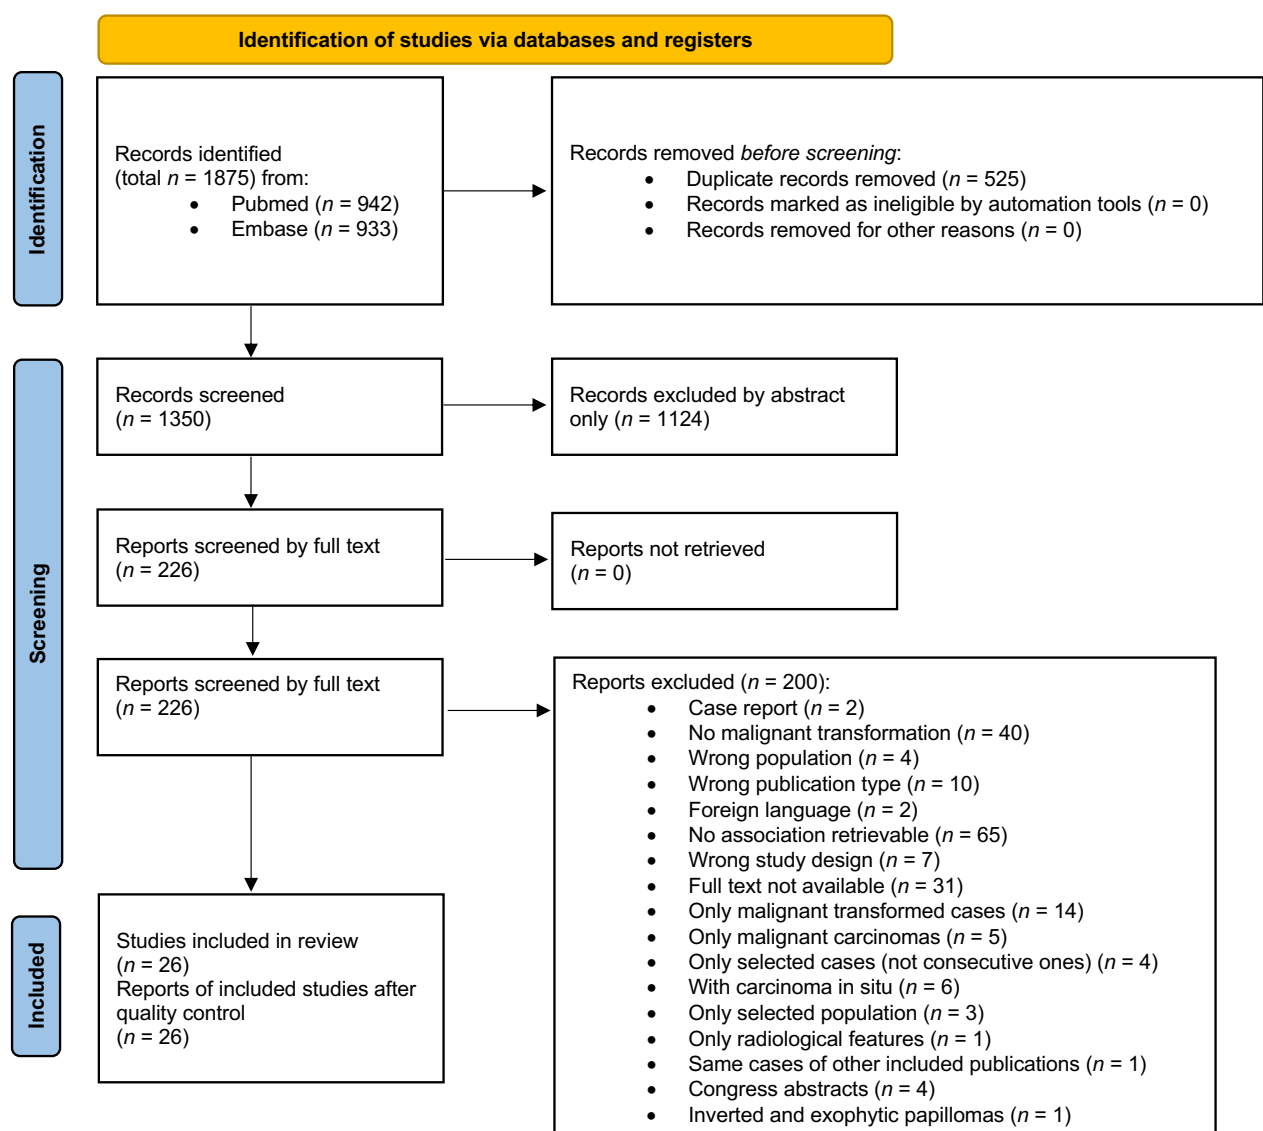 Identification of studies via databases and registers
Identification
Records identified
(total n = 1875) from:
• Pubmed (n = 942)
• Embase (n = 933)
Records removed before screening:
• Duplicate records removed (n = 525)
• Records marked as ineligible by automation tools (n = 0)
• Records removed for other reasons (n = 0)
Screening
Records screened
(n = 1350)
Records excluded by abstract
only (n = 1124)
Reports screened by full text
(n = 226)
Reports not retrieved
(n = 0)
Reports screened by full text
(n = 226)
Reports excluded (n = 200):
• Case report (n = 2)
• No malignant transformation (n = 40)
• Wrong population (n = 4)
• Wrong publication type (n = 10)
• Foreign language (n = 2)
• No association retrievable (n = 65)
• Wrong study design (n = 7)
• Full text not available (n = 31)
• Only malignant transformed cases (n = 14)
• Only malignant carcinomas (n = 5)
• Only selected cases (not consecutive ones) (n = 4)
• With carcinoma in situ (n = 6)
• Only selected population (n = 3)
• Only radiological features (n = 1)
• Same cases of other included publications (n = 1)
• Congress abstracts (n = 4)
• Inverted and exophytic papillomas (n = 1)
Included
Studies included in review
(n = 26)
Reports of included studies after
quality control
(n = 26)